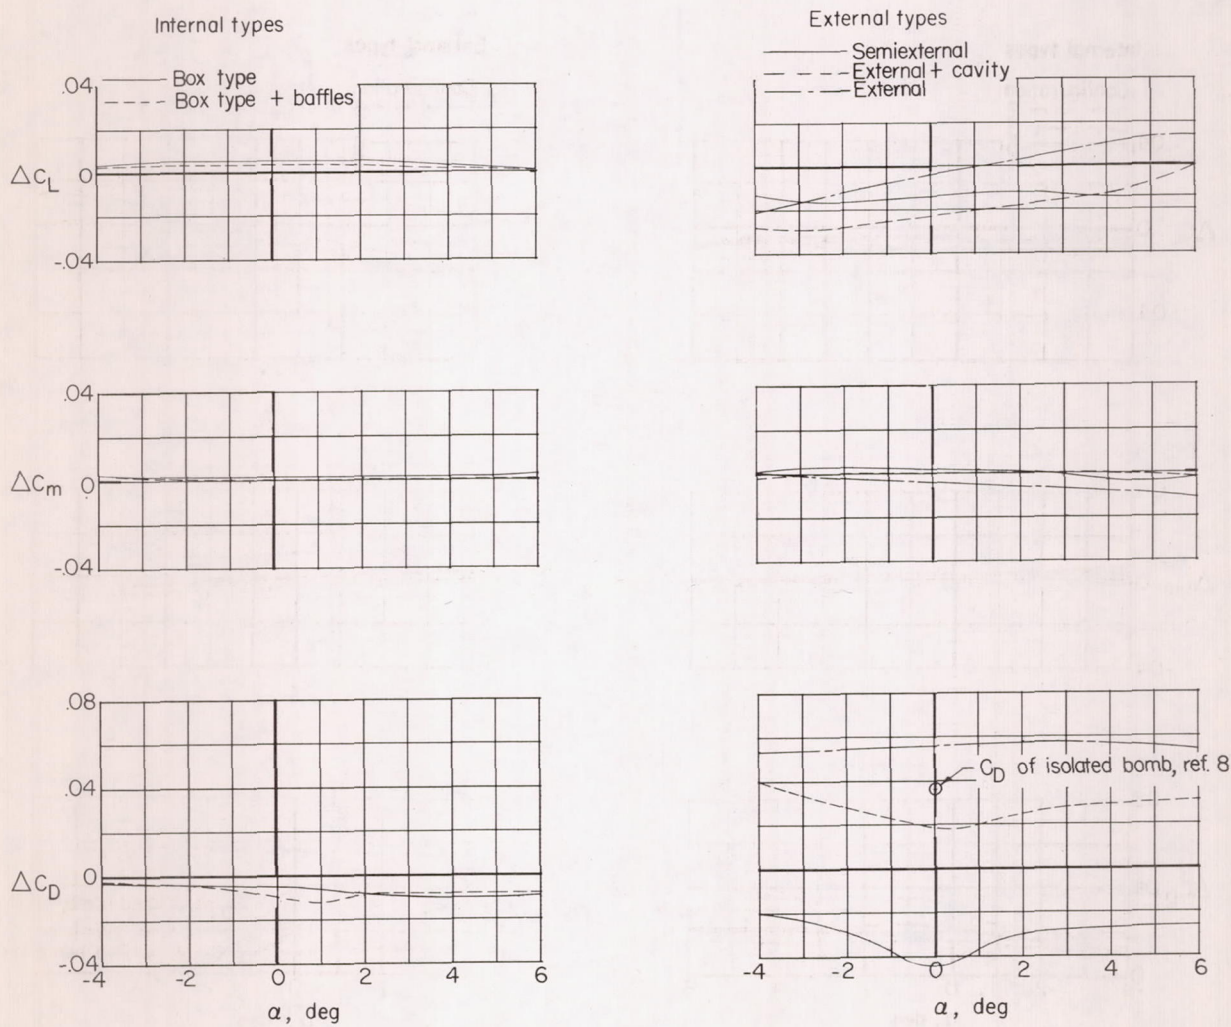 Internal types
Box type
Box type + baffles
.04
ΔC_L
0
-.04
.04
ΔC_m
0
-.04
.08
.04
ΔC_D
0
-.04
-4 -2 0 2 4 6
α, deg
External types
Semiexternal
External + cavity
External
C_D of isolated bomb, ref. 8
-4 -2 0 2 4 6
α, deg